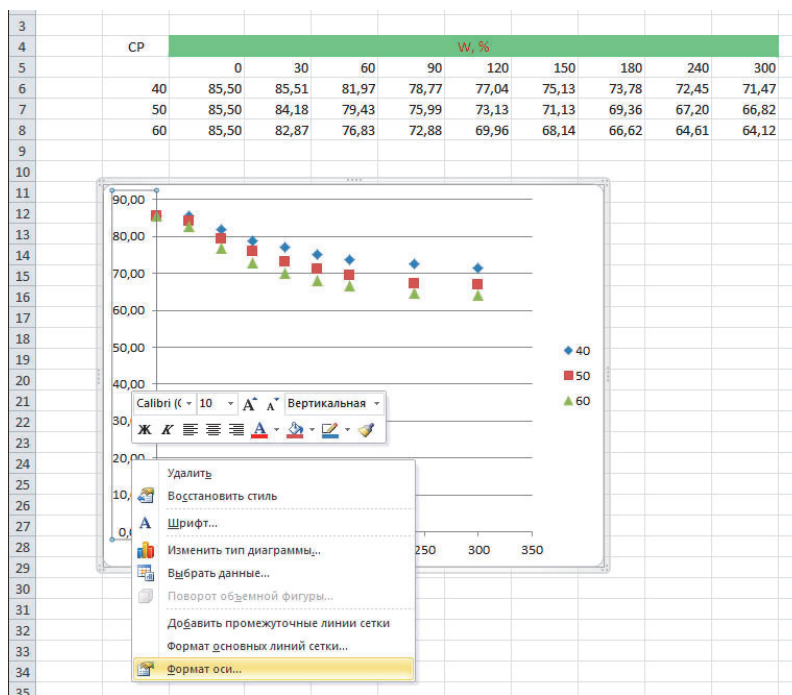 3
4 СР W, %
5 0 30 60 90 120 150 180 240 300
6 40 85,50 85,51 81,97 78,77 77,04 75,13 73,78 72,45 71,47
7 50 85,50 84,18 79,43 75,99 73,13 71,13 69,36 67,20 66,82
8 60 85,50 82,87 76,83 72,88 69,96 68,14 66,62 64,61 64,12
9
10
11
12
13
14
15
16
17
18
19
20
21
22
23
24
25
26
27
28
29
30
31
32
33
34
35
90,00
80,00
70,00
60,00
50,00
40,00
30,
20,00
10,
0,
250 300 350
40
50
60
Calibri (( 10 А А Вертикальная
Ж К А
Удалить
Восстановить стиль
А Шрифт...
Изменить тип диаграммы...
Выбрать данные...
Поворот объемной фигуры...
Добавить промежуточные линии сетки
Формат основных линий сетки...
Формат оси...